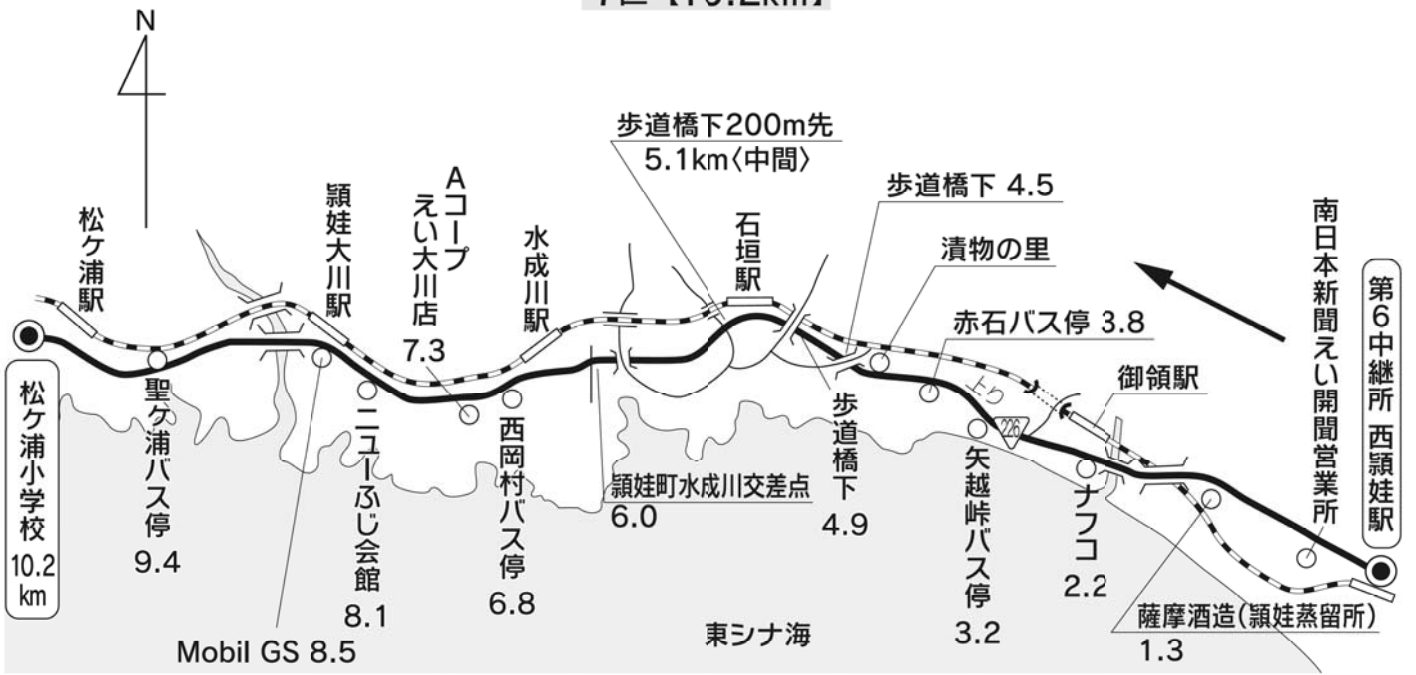 7区【10.2km】
N
松ケ浦駅
頴娃大川駅
Aコープ
えい大川店
7.3
水成川駅
歩道橋下200m先
5.1km〈中間〉
石垣駅
歩道橋下 4.5
漬物の里
赤石バス停 3.8
御領駅
南日本新聞えい開聞営業所
第6中継所 西頴娃駅
226
松ケ浦小学校
10.2
km
聖ケ浦バス停
9.4
Mobil GS 8.5
ニューふじ会館
8.1
西岡村バス停
6.8
頴娃町水成川交差点
6.0
歩道橋下
4.9
矢越峠バス停
3.2
ナフコ
2.2
薩摩酒造(頴娃蒸留所)
1.3
東シナ海